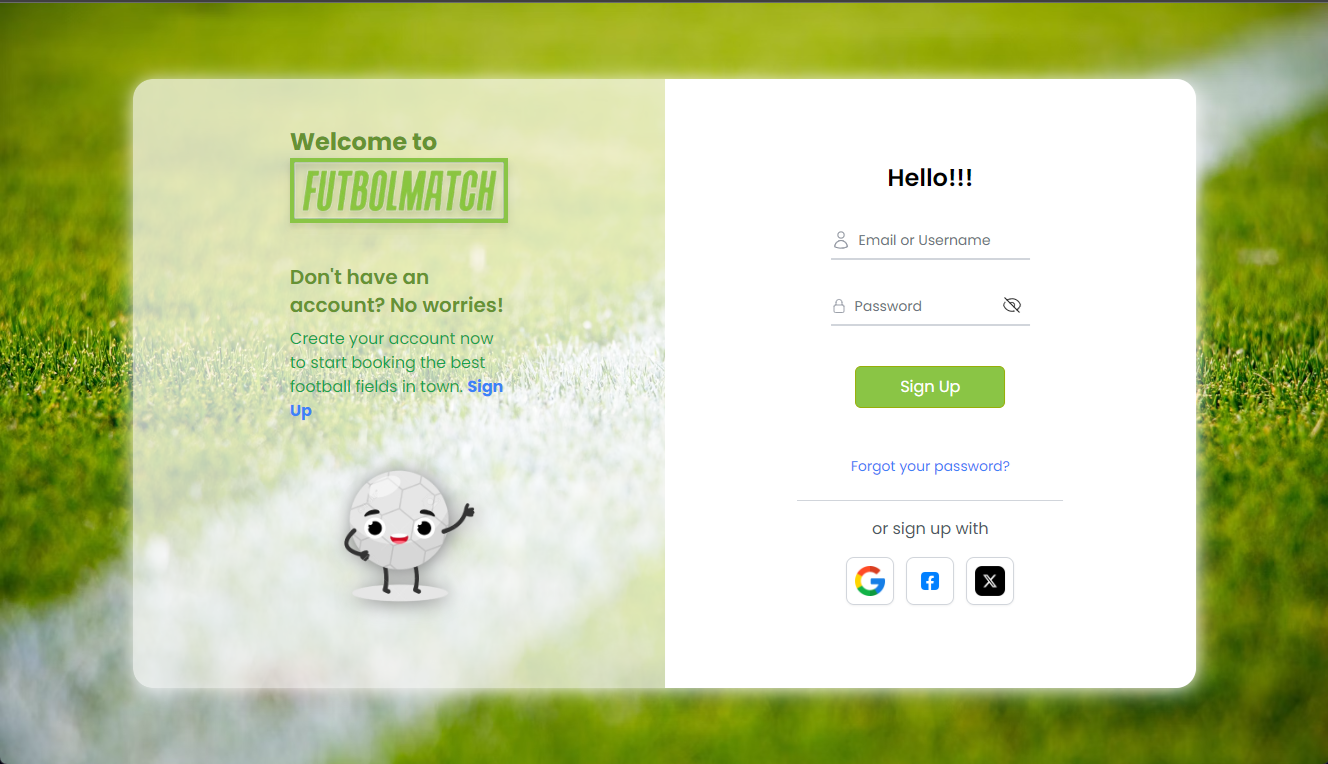 Welcome to
FUTBOLMATCH
Don't have an
account? No worries!
Create your account now
to start booking the best
football fields in town. Sign
Up
Hello!!!
Email or Username
Password
Sign Up
Forgot your password?
or sign up with